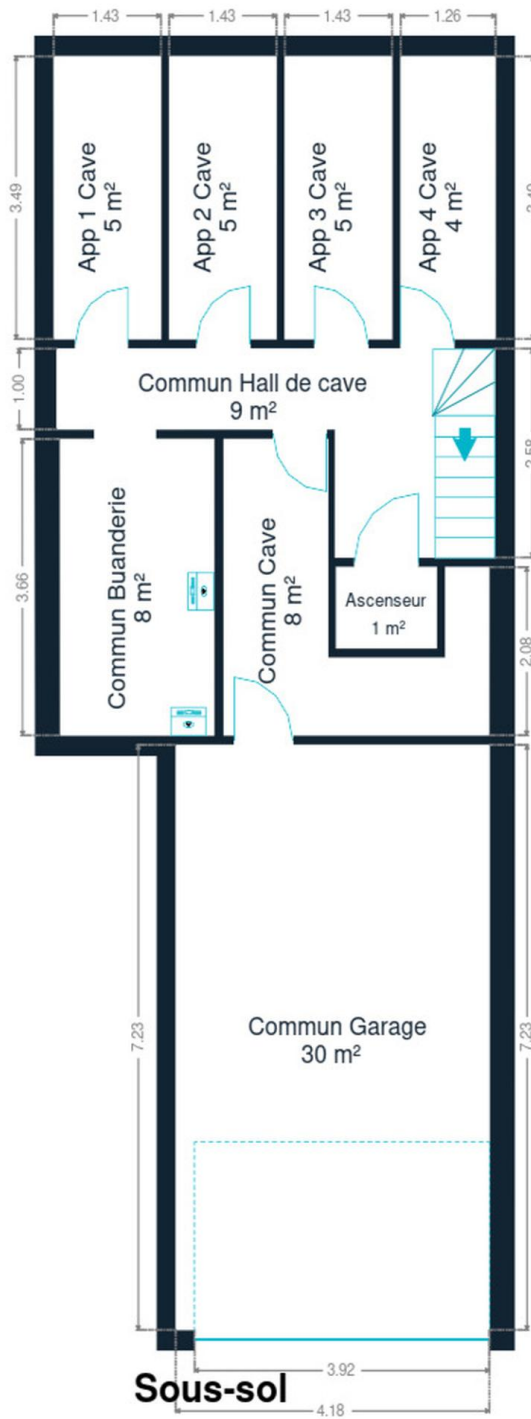 1.43
1.43
1.43
1.26
3.49
App 1 Cave
5 m²
App 2 Cave
5 m²
App 3 Cave
5 m²
App 4 Cave
4 m²
1.00
Commun Hall de cave
9 m²
3.66
Commun Buanderie
8 m²
Commun Cave
8 m²
Ascenseur
1 m²
2.08
7.23
Commun Garage
30 m²
7.23
3.92
Sous-sol
4.18